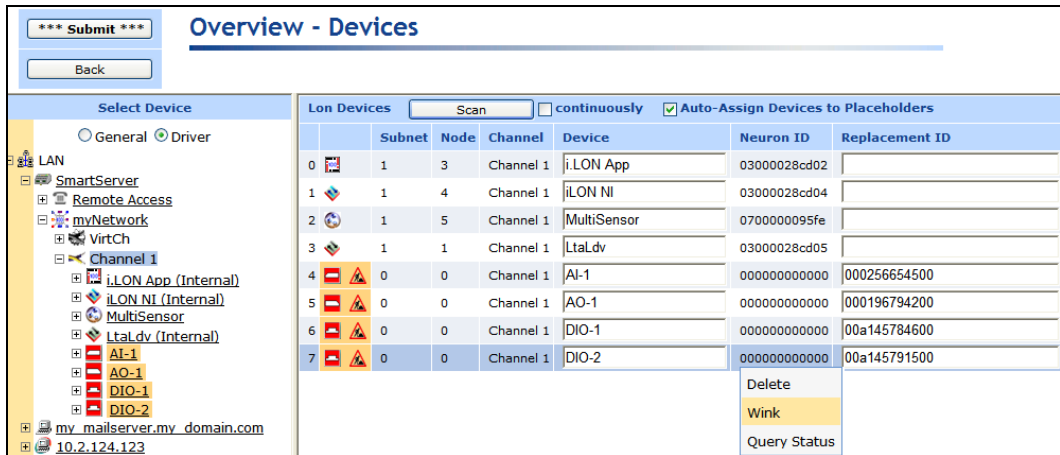 *** Submit ***
Overview - Devices
Back
Select Device
General Driver
LAN
SmartServer
Remote Access
myNetwork
VirtCh
Channel 1
i.LON App (Internal)
iLON NI (Internal)
MultiSensor
LtaLdv (Internal)
AI-1
AO-1
DIO-1
DIO-2
my_mailserver.my_domain.com
10.2.124.123
Lon Devices Scan continuously Auto-Assign Devices to Placeholders
Subnet Node Channel Device Neuron ID Replacement ID
0 1 3 Channel 1 i.LON App 03000028cd02
1 1 4 Channel 1 iLON NI 03000028cd04
2 1 5 Channel 1 MultiSensor 0700000095fe
3 1 1 Channel 1 LtaLdv 03000028cd05
4 0 0 Channel 1 AI-1 000000000000 000256654500
5 0 0 Channel 1 AO-1 000000000000 000196794200
6 0 0 Channel 1 DIO-1 000000000000 00a145784600
7 0 0 Channel 1 DIO-2 000000000000 00a145791500
Delete
Wink
Query Status